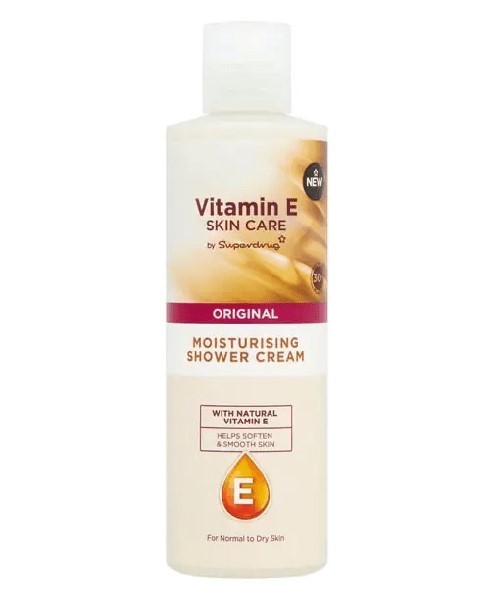 NEW
Vitamin E
SKIN CARE
by Superdrug
30
ORIGINAL
MOISTURISING
SHOWER CREAM
WITH NATURAL
VITAMIN E
HELPS SOFTEN
& SMOOTH SKIN
E
For Normal to Dry Skin